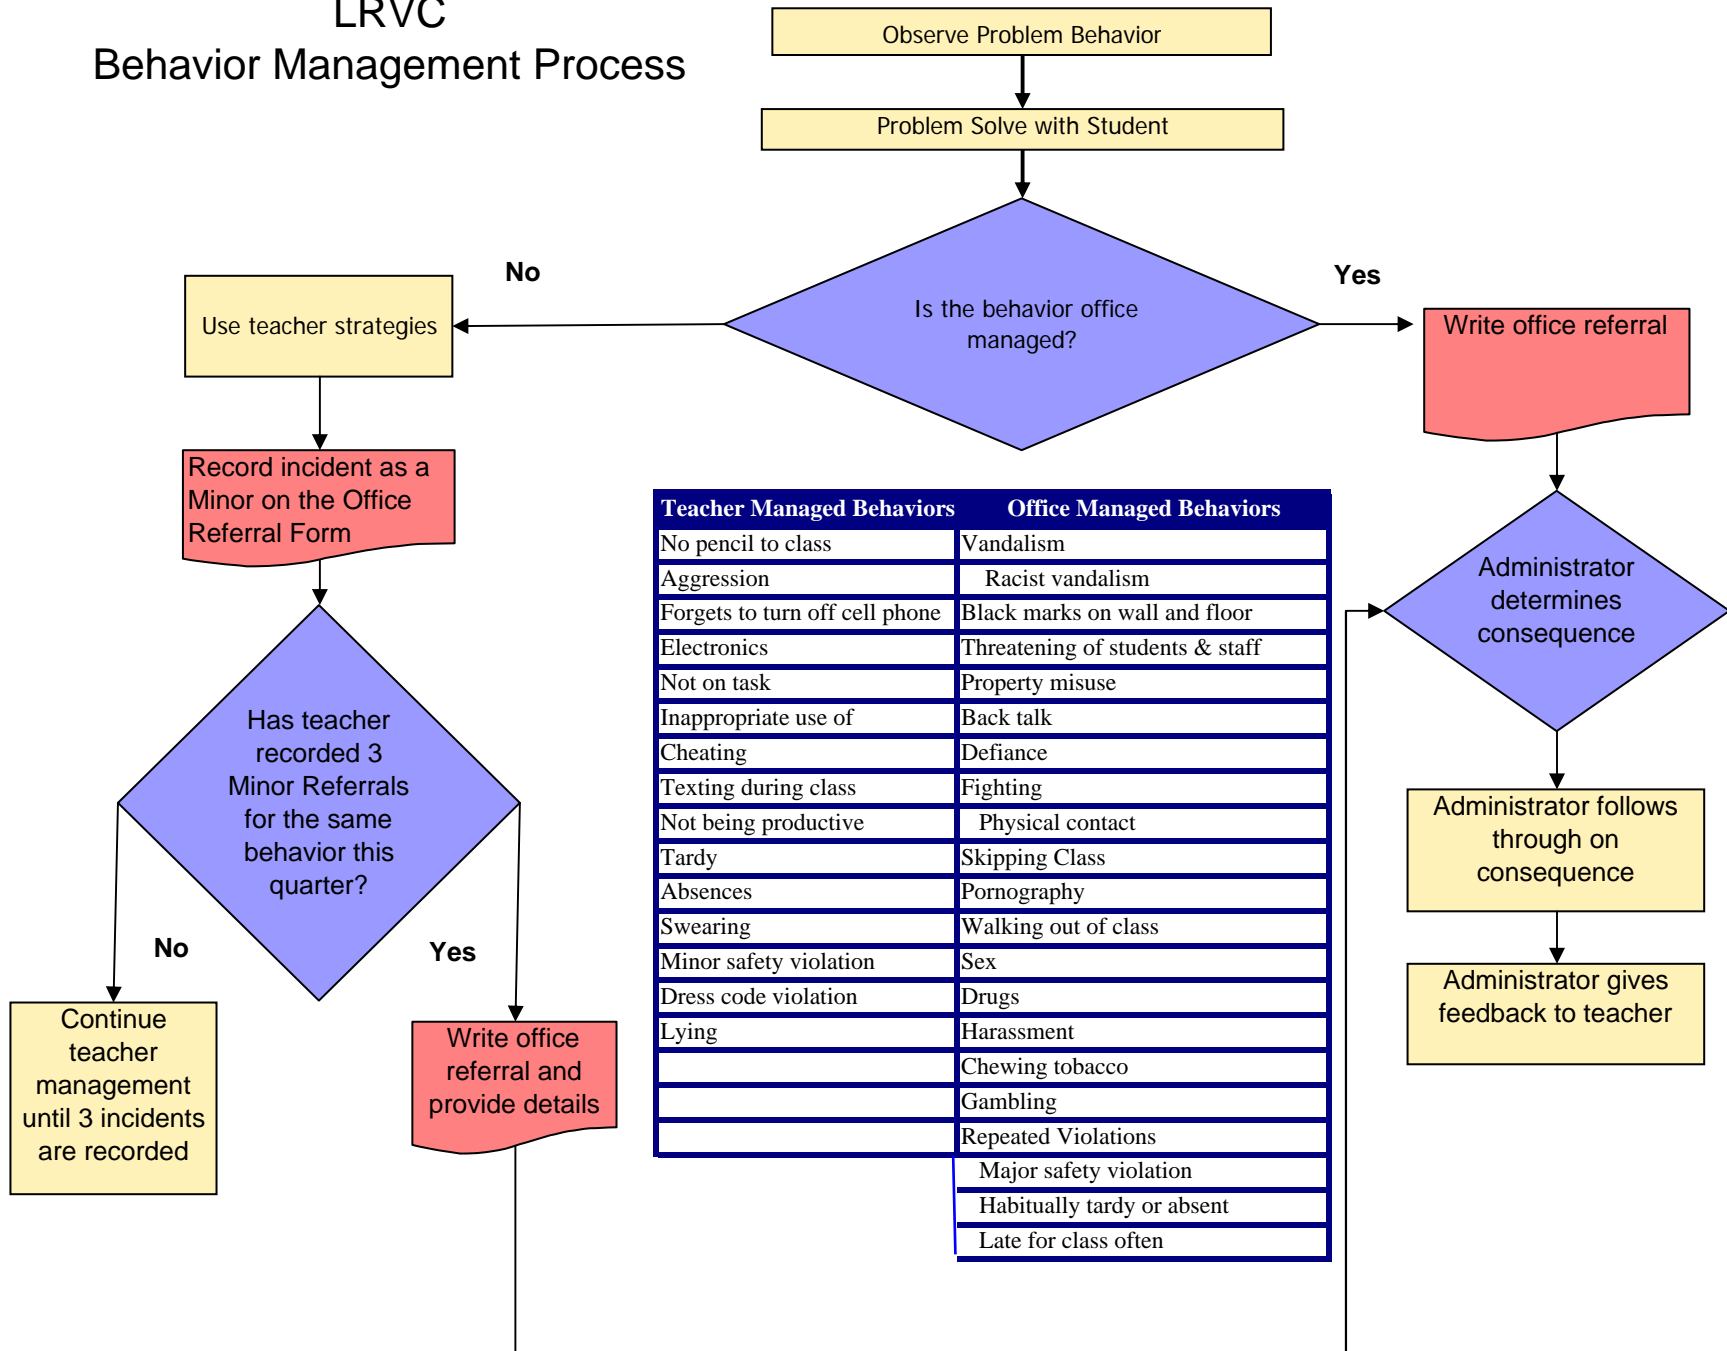 LRVC
Behavior Management Process
Observe Problem Behavior
Problem Solve with Student
Is the behavior office
managed?
No
Yes
Use teacher strategies
Write office referral
Record incident as a
Minor on the Office
Referral Form
Has teacher
recorded 3
Minor Referrals
for the same
behavior this
quarter?
No
Yes
Continue
teacher
management
until 3 incidents
are recorded
Write office
referral and
provide details
Teacher Managed Behaviors Office Managed Behaviors
No pencil to class Vandalism
Aggression Racist vandalism
Forgets to turn off cell phone Black marks on wall and floor
Electronics Threatening of students & staff
Not on task Property misuse
Inappropriate use of Back talk
Cheating Defiance
Texting during class Fighting
Not being productive Physical contact
Tardy Skipping Class
Absences Pornography
Swearing Walking out of class
Minor safety violation Sex
Dress code violation Drugs
Lying Harassment
Chewing tobacco
Gambling
Repeated Violations
Major safety violation
Habitually tardy or absent
Late for class often
Administrator
determines
consequence
Administrator follows
through on
consequence
Administrator gives
feedback to teacher